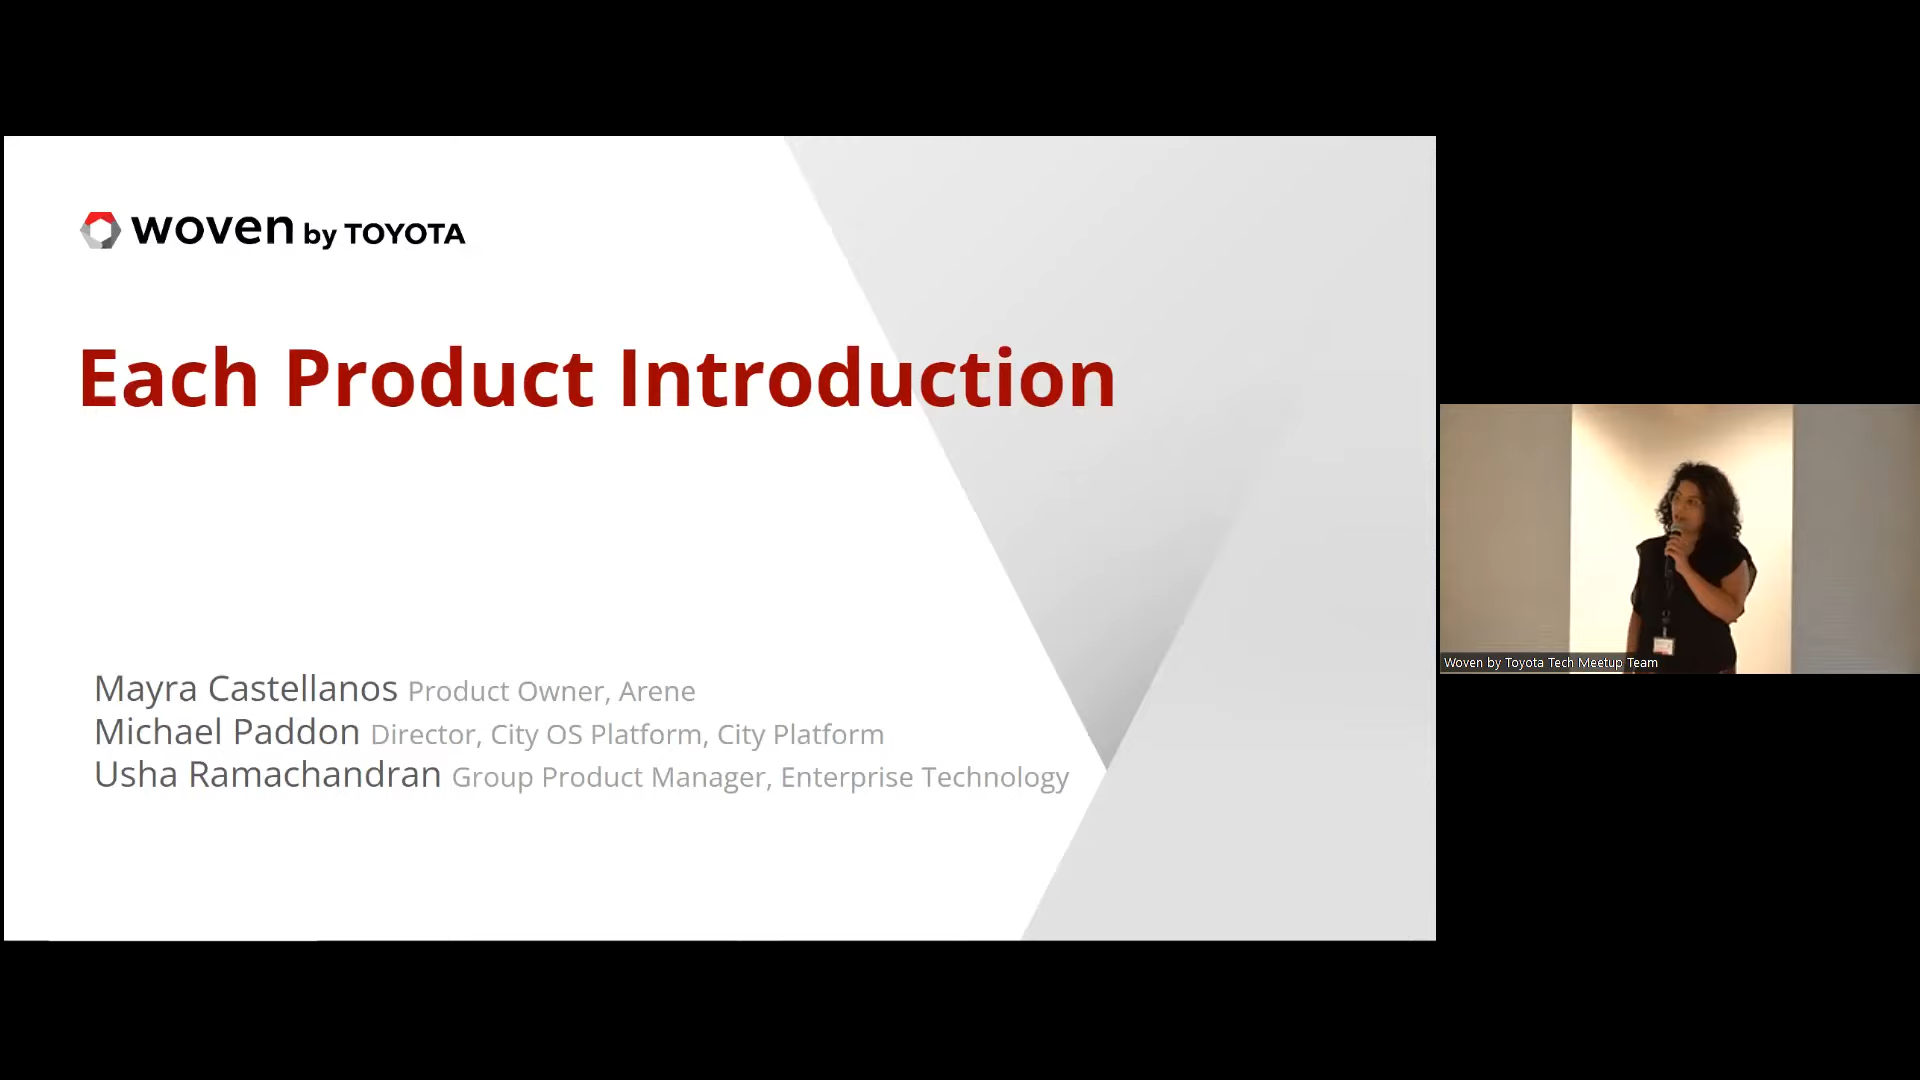 woven by TOYOTA
Each Product Introduction
Mayra Castellanos Product Owner, Arene
Michael Paddon Director, City OS Platform, City Platform
Usha Ramachandran Group Product Manager, Enterprise Technology
Woven by Toyota Tech Meetup Team